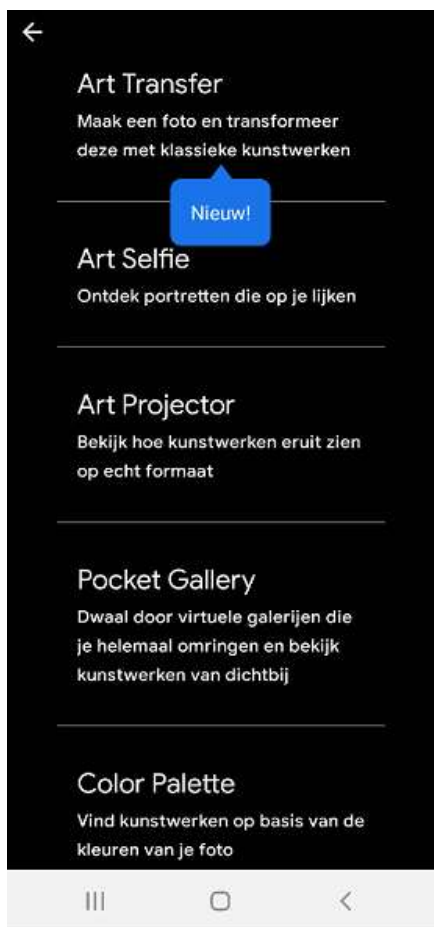 Art Transfer
Maak een foto en transformeer
deze met klassieke kunstwerken
Nieuw!
Art Selfie
Ontdek portretten die op je lijken
Art Projector
Bekijk hoe kunstwerken eruit zien
op echt formaat
Pocket Gallery
Dwaal door virtuele galerijen die
je helemaal omringen en bekijk
kunstwerken van dichtbij
Color Palette
Vind kunstwerken op basis van de
kleuren van je foto